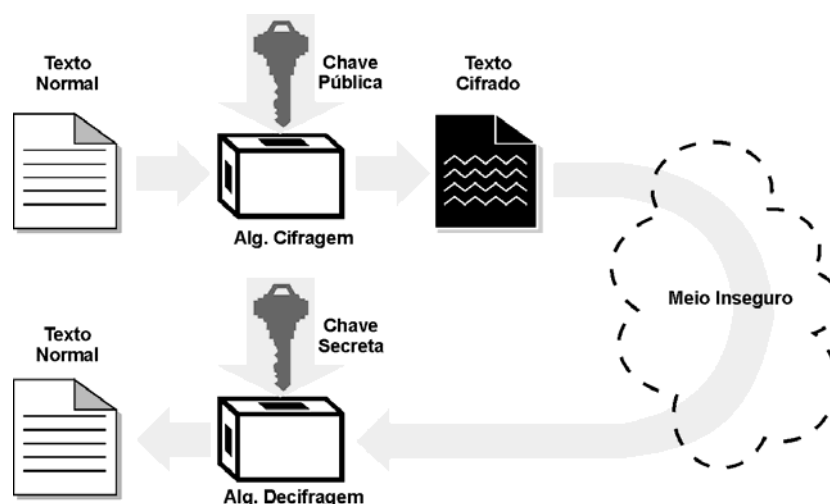 Texto
Normal
Chave
Pública
Texto
Cifrado
Alg. Cifragem
Meio Inseguro
Texto
Normal
Chave
Secreta
Alg. Decifragem